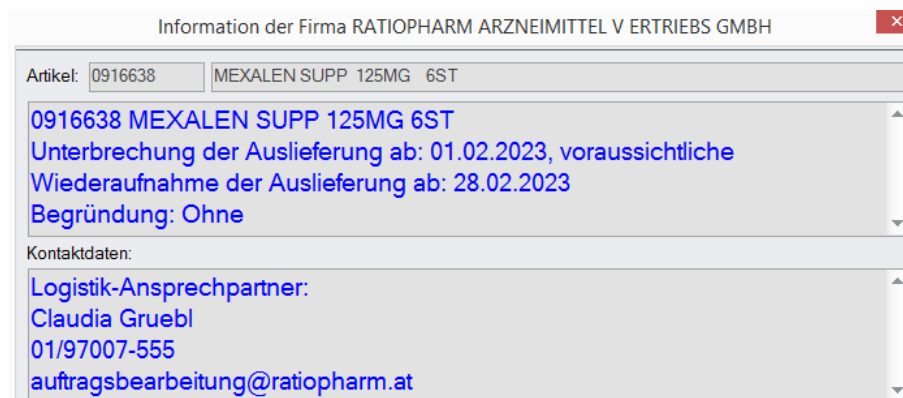 Information der Firma RATIOPHARM ARZNEIMITTEL V ERTRIEBS GMBH
Artikel: 0916638 MEXALEN SUPP 125MG 6ST
0916638 MEXALEN SUPP 125MG 6ST
Unterbrechung der Auslieferung ab: 01.02.2023, voraussichtliche
Wiederaufnahme der Auslieferung ab: 28.02.2023
Begründung: Ohne
Kontaktdaten:
Logistik-Ansprechpartner:
Claudia Gruebl
01/97007-555
auftragsbearbeitung@ratiopharm.at